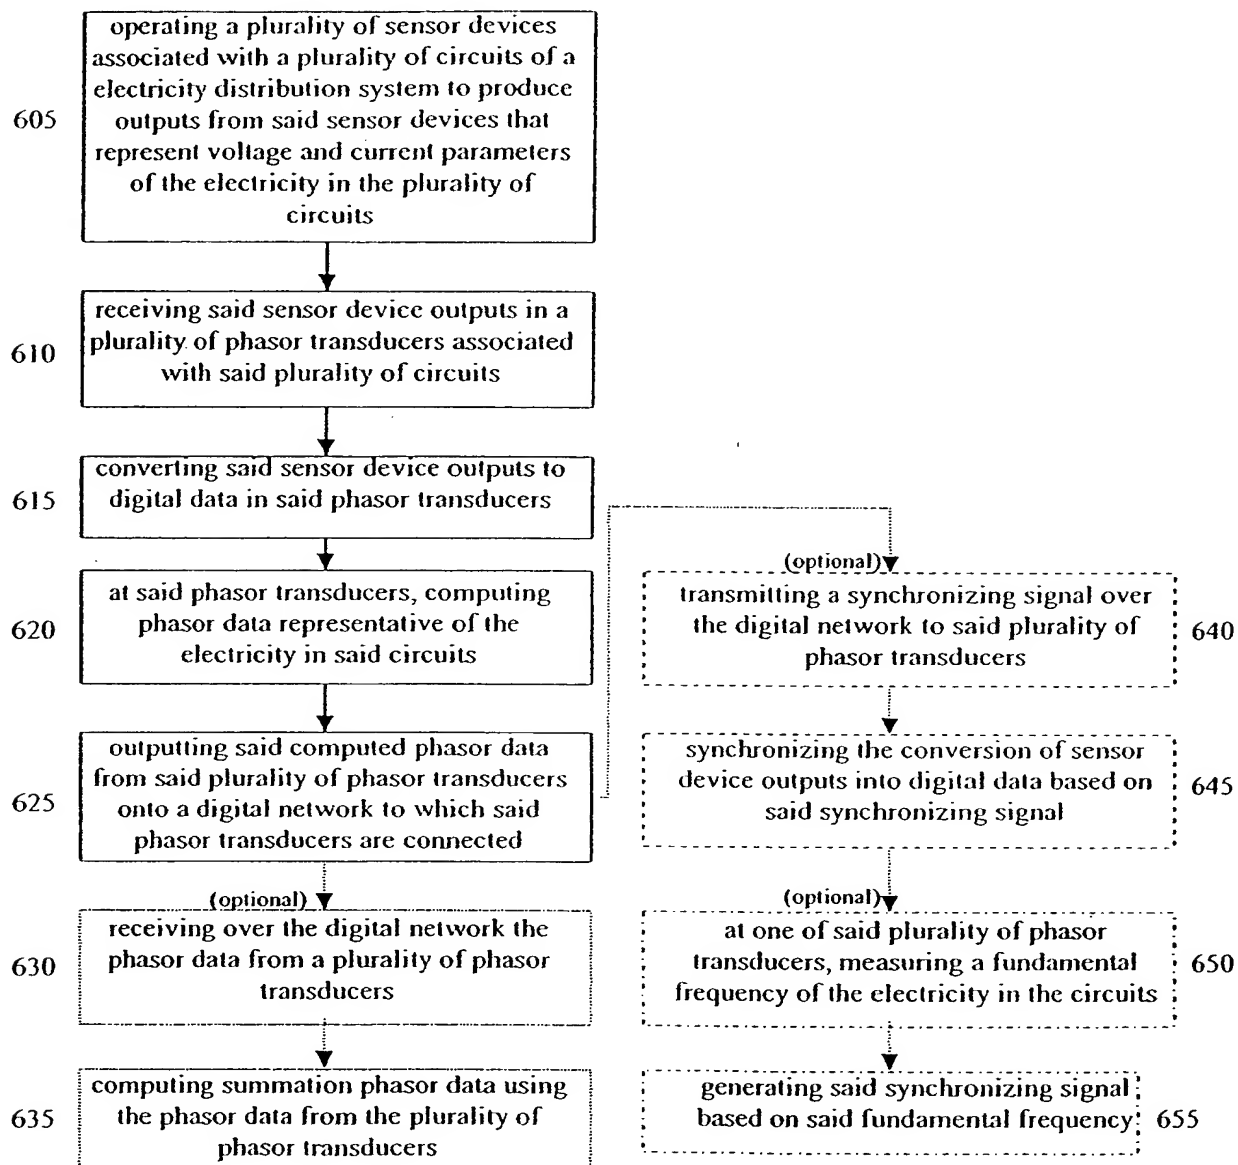 operating a plurality of sensor devices
associated with a plurality of circuits of a
electricity distribution system to produce
outputs from said sensor devices that
represent voltage and current parameters
of the electricity in the plurality of
circuits
605
receiving said sensor device outputs in a
plurality of phasor transducers associated
with said plurality of circuits
610
converting said sensor device outputs to
digital data in said phasor transducers
615
at said phasor transducers, computing
phasor data representative of the
electricity in said circuits
620
outputting said computed phasor data
from said plurality of phasor transducers
onto a digital network to which said
phasor transducers are connected
625
(optional)
receiving over the digital network the
phasor data from a plurality of phasor
transducers
630
computing summation phasor data using
the phasor data from the plurality of
phasor transducers
635
(optional)
transmitting a synchronizing signal over
the digital network to said plurality of
phasor transducers
640
synchronizing the conversion of sensor
device outputs into digital data based on
said synchronizing signal
645
(optional)
at one of said plurality of phasor
transducers, measuring a fundamental
frequency of the electricity in the circuits
650
generating said synchronizing signal
based on said fundamental frequency
655